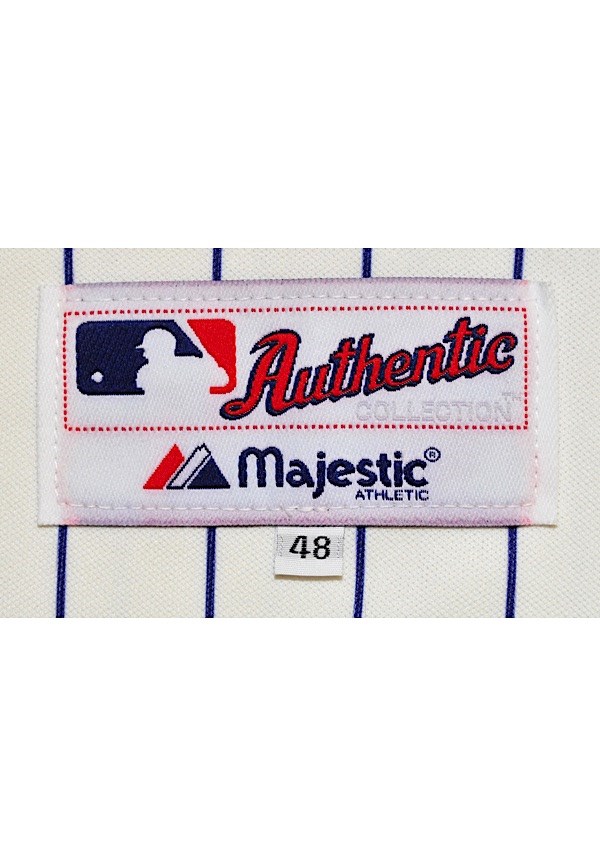 Authentic
COLLECTION™
Majestic®
ATHLETIC
48